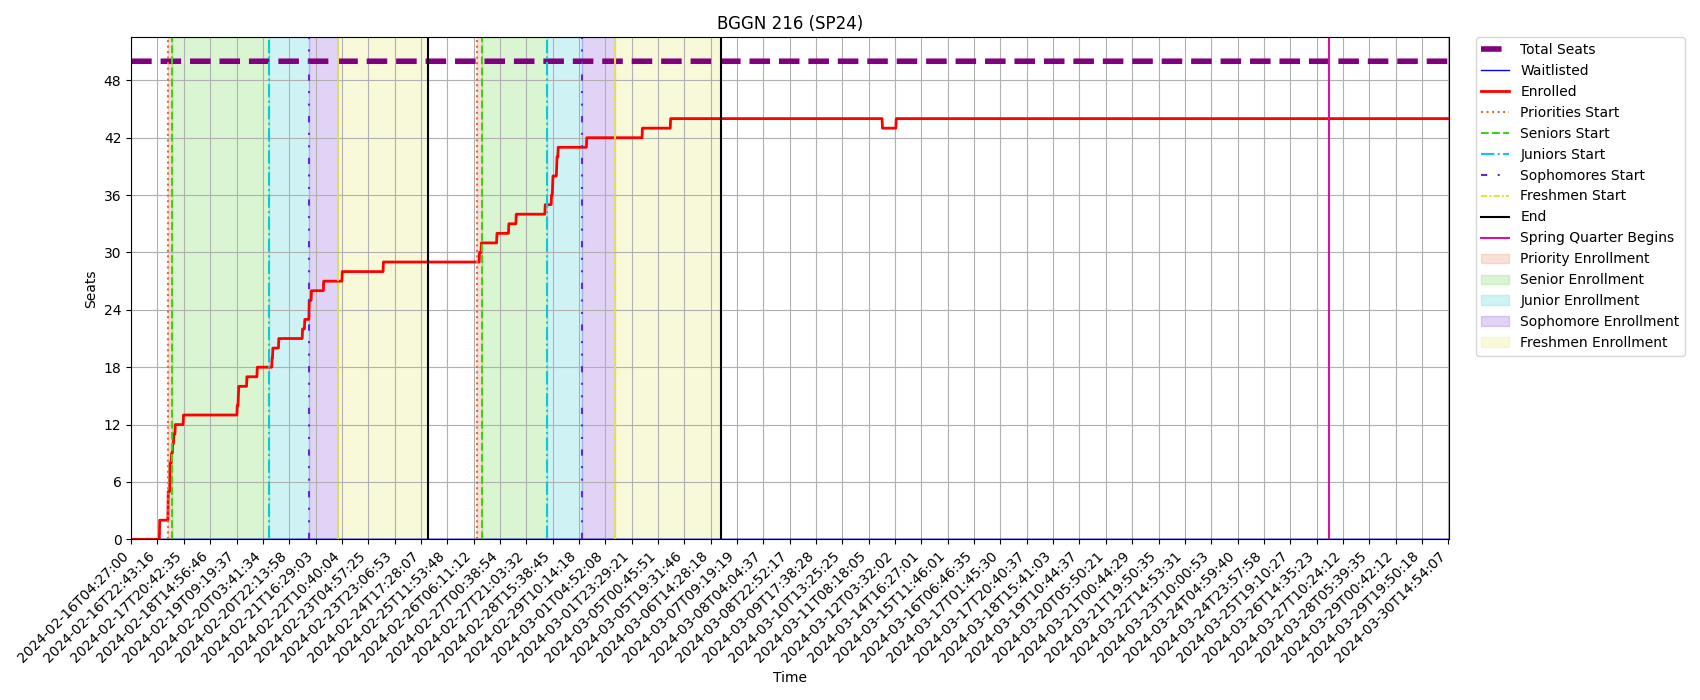 BGGN 216 (SP24)
Seats
48
42
36
30
24
18
12
6
0
2024-02-16T04:27:00
2024-02-16T22:43:16
2024-02-17T20:42:35
2024-02-18T14:56:46
2024-02-19T09:19:37
2024-02-20T03:41:34
2024-02-20T22:13:58
2024-02-21T16:29:03
2024-02-22T10:40:04
2024-02-23T04:57:25
2024-02-23T23:06:53
2024-02-24T17:28:07
2024-02-25T11:53:48
2024-02-26T06:11:12
2024-02-27T00:38:54
2024-02-27T21:03:32
2024-02-28T15:38:45
2024-02-29T10:14:18
2024-03-01T04:52:08
2024-03-01T23:29:21
2024-03-05T00:45:51
2024-03-05T19:31:46
2024-03-06T14:28:18
2024-03-07T09:19:19
2024-03-08T04:04:37
2024-03-08T22:52:17
2024-03-09T17:38:28
2024-03-10T13:25:25
2024-03-11T08:18:05
2024-03-12T03:32:02
2024-03-14T16:27:01
2024-03-15T11:46:01
2024-03-16T06:46:35
2024-03-17T01:45:30
2024-03-17T20:40:37
2024-03-18T15:41:03
2024-03-19T10:44:37
2024-03-20T05:50:21
2024-03-21T00:44:29
2024-03-21T19:50:35
2024-03-22T14:53:31
2024-03-23T10:00:53
2024-03-24T04:59:40
2024-03-24T23:57:58
2024-03-25T19:10:27
2024-03-26T14:35:23
2024-03-27T10:24:12
2024-03-28T05:39:35
2024-03-29T00:42:12
2024-03-29T19:50:18
2024-03-30T14:54:07
Time
Total Seats
Waitlisted
Enrolled
Priorities Start
Seniors Start
Juniors Start
Sophomores Start
Freshmen Start
End
Spring Quarter Begins
Priority Enrollment
Senior Enrollment
Junior Enrollment
Sophomore Enrollment
Freshmen Enrollment